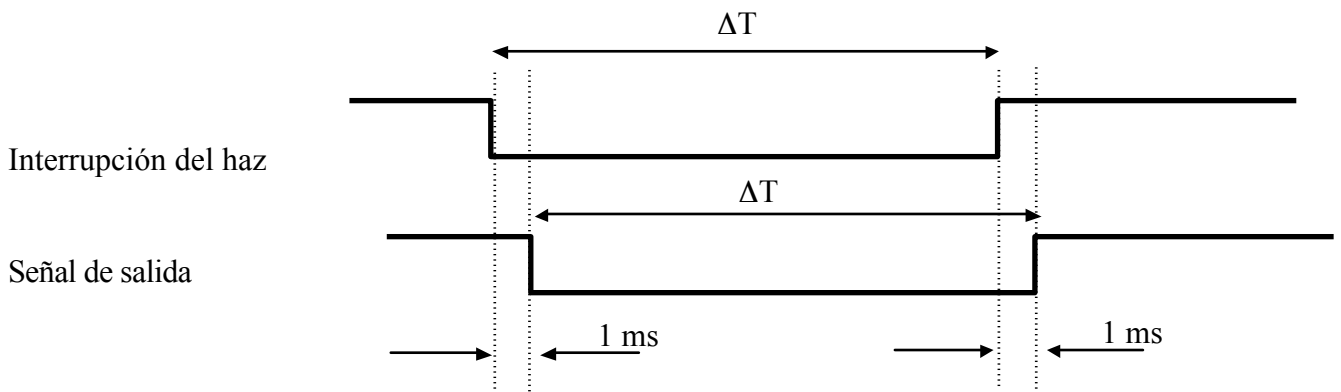 ΔT
Interrupción del haz
ΔT
Señal de salida
1 ms
1 ms